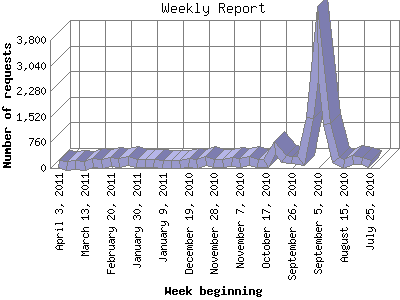 Weekly Report
Number of requests
3,800
3,040
2,280
1,520
760
0
April 3, 2011
March 13, 2011
February 20, 2011
January 30, 2011
January 9, 2011
December 19, 2010
November 28, 2010
November 7, 2010
October 17, 2010
September 26, 2010
September 5, 2010
August 15, 2010
July 25, 2010
Week beginning